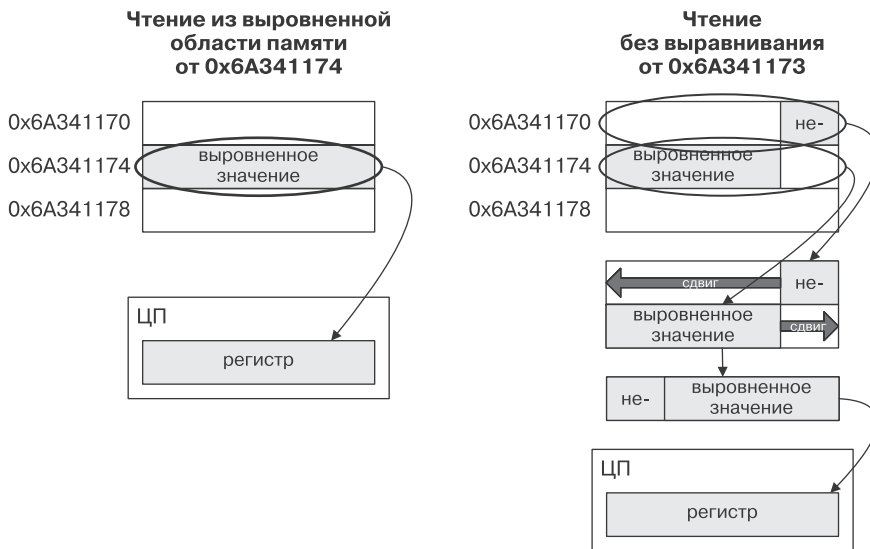 Чтение из выровненной
области памяти
от 0x6A341174
0x6A341170
0x6A341174
выровненное
значение
0x6A341178
ЦП
регистр
Чтение
без выравнивания
от 0x6A341173
0x6A341170
не-
0x6A341174
выровненное
значение
0x6A341178
сдвиг
не-
выровненное
значение
сдвиг
не-
выровненное
значение
ЦП
регистр